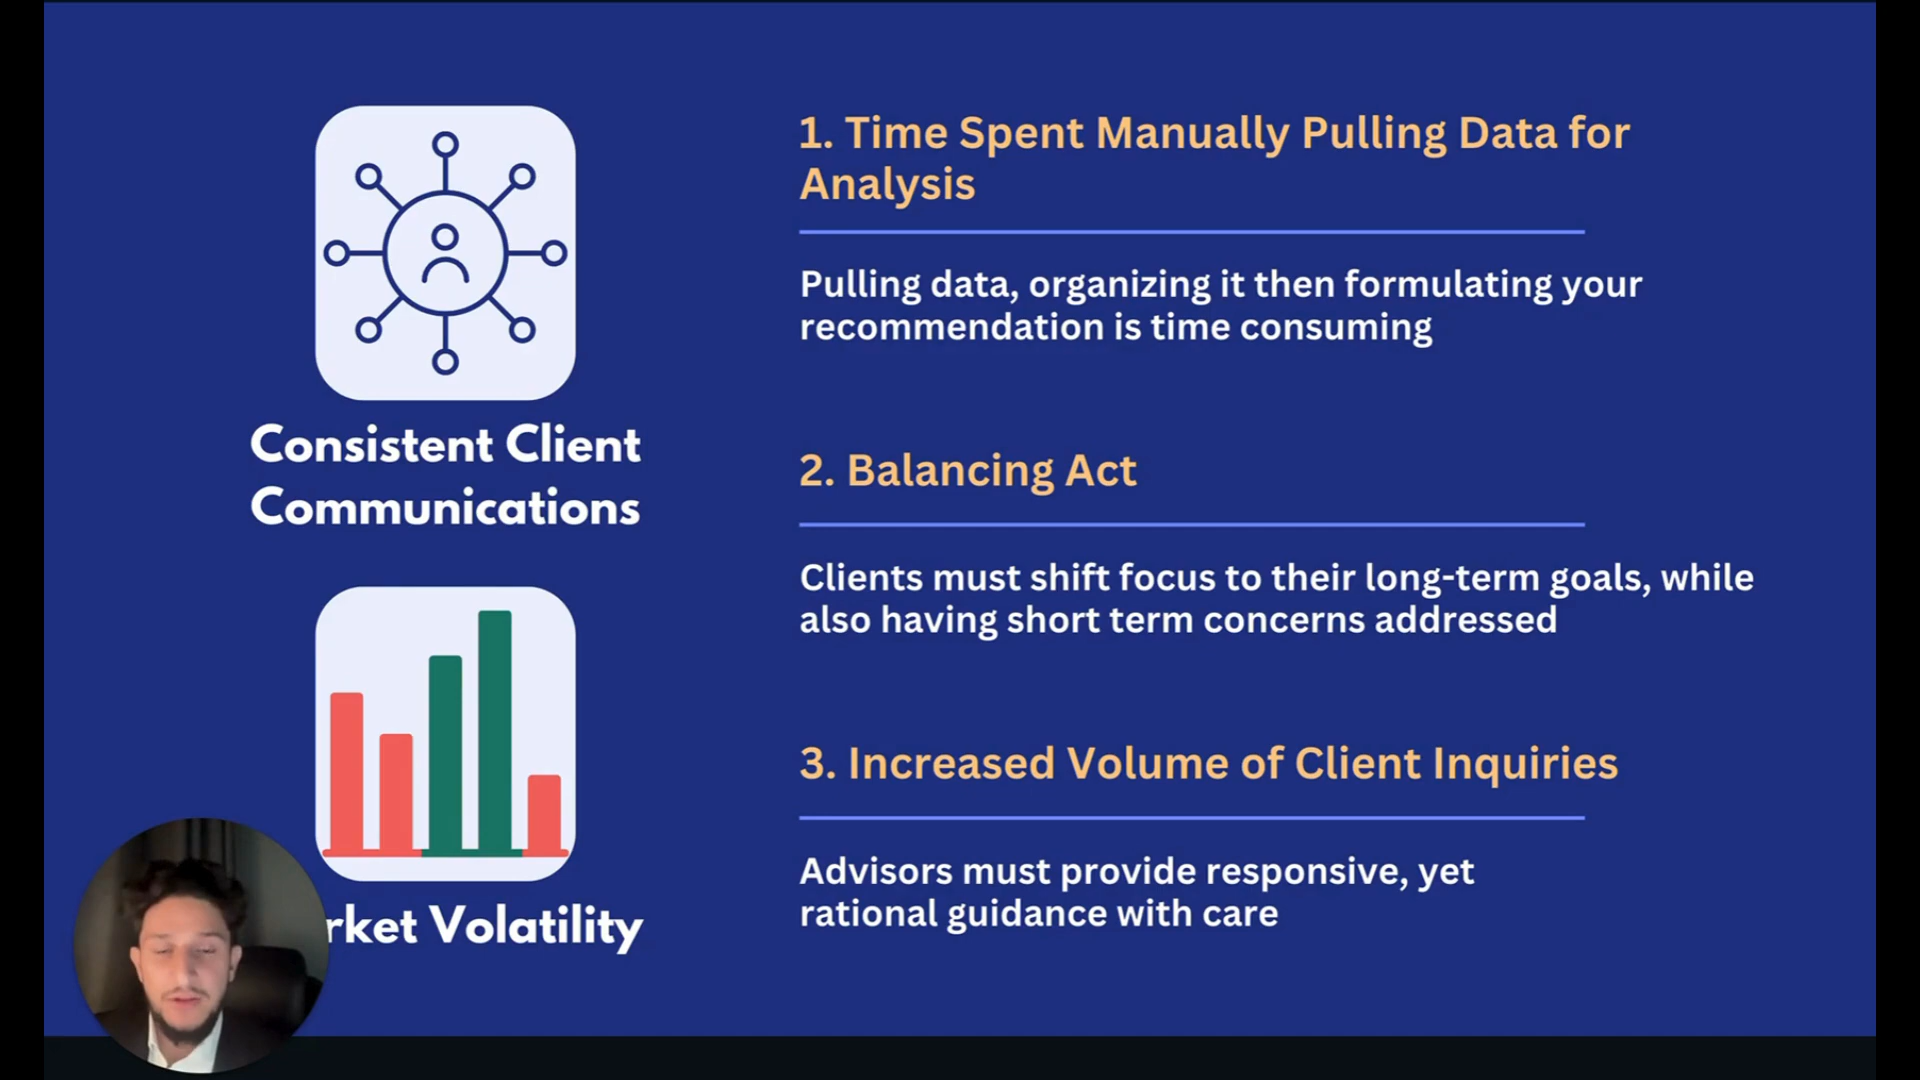 Consistent Client
Communications
rket Volatility
1. Time Spent Manually Pulling Data for
Analysis
Pulling data, organizing it then formulating your
recommendation is time consuming
2. Balancing Act
Clients must shift focus to their long-term goals, while
also having short term concerns addressed
3. Increased Volume of Client Inquiries
Advisors must provide responsive, yet
rational guidance with care